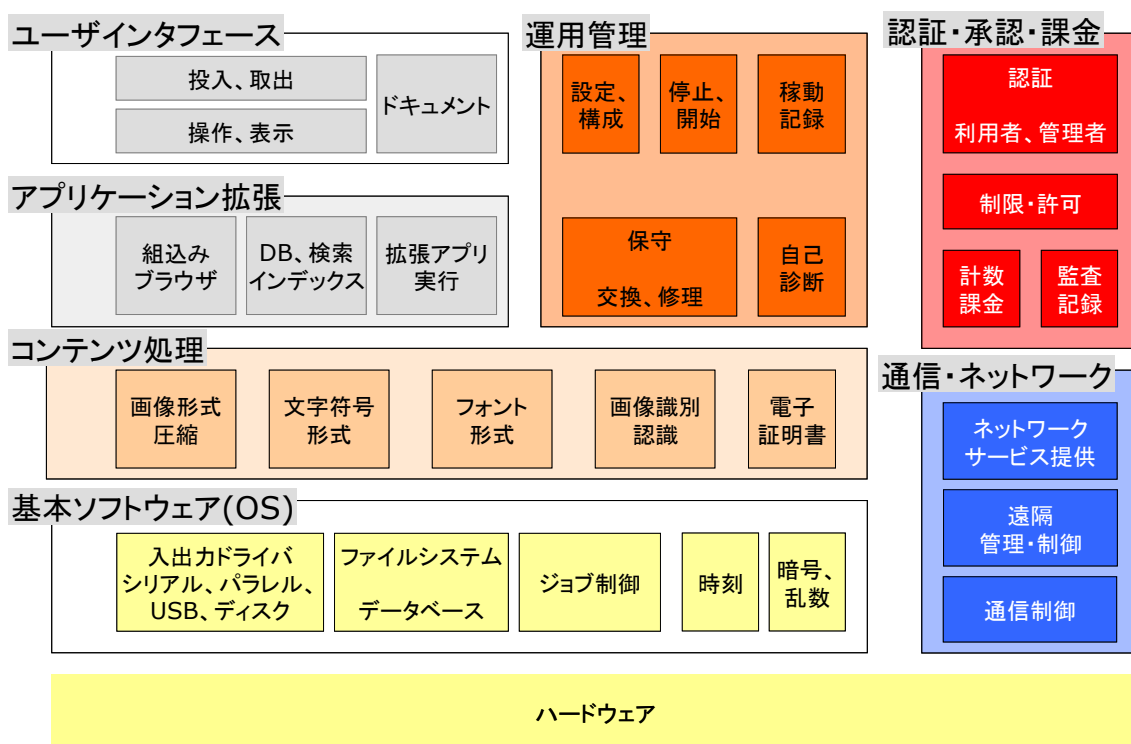 ユーザインタフェース
投入、取出
操作、表示
ドキュメント
アプリケーション拡張
組込み
ブラウザ
DB、検索
インデックス
拡張アプリ
実行
運用管理
設定、
構成
停止、
開始
稼動
記録
保守
交換、修理
自己
診断
認証・承認・課金
認証
利用者、管理者
制限・許可
計数
課金
監査
記録
コンテンツ処理
画像形式
圧縮
文字符号
形式
フォント
形式
画像識別
認識
電子
証明書
通信・ネットワーク
ネットワーク
サービス提供
遠隔
管理・制御
通信制御
基本ソフトウェア(OS)
入出力ドライバ
シリアル、パラレル、
USB、ディスク
ファイルシステム
データベース
ジョブ制御
時刻
暗号、
乱数
ハードウェア